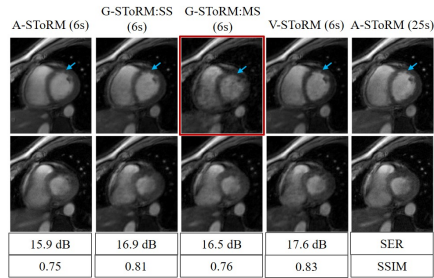 A-SToRM (6s) G-SToRM:SS (6s) G-SToRM:MS (6s) V-SToRM (6s) A-SToRM (25s)
15.9 dB 16.9 dB 16.5 dB 17.6 dB SER
0.75 0.81 0.76 0.83 SSIM